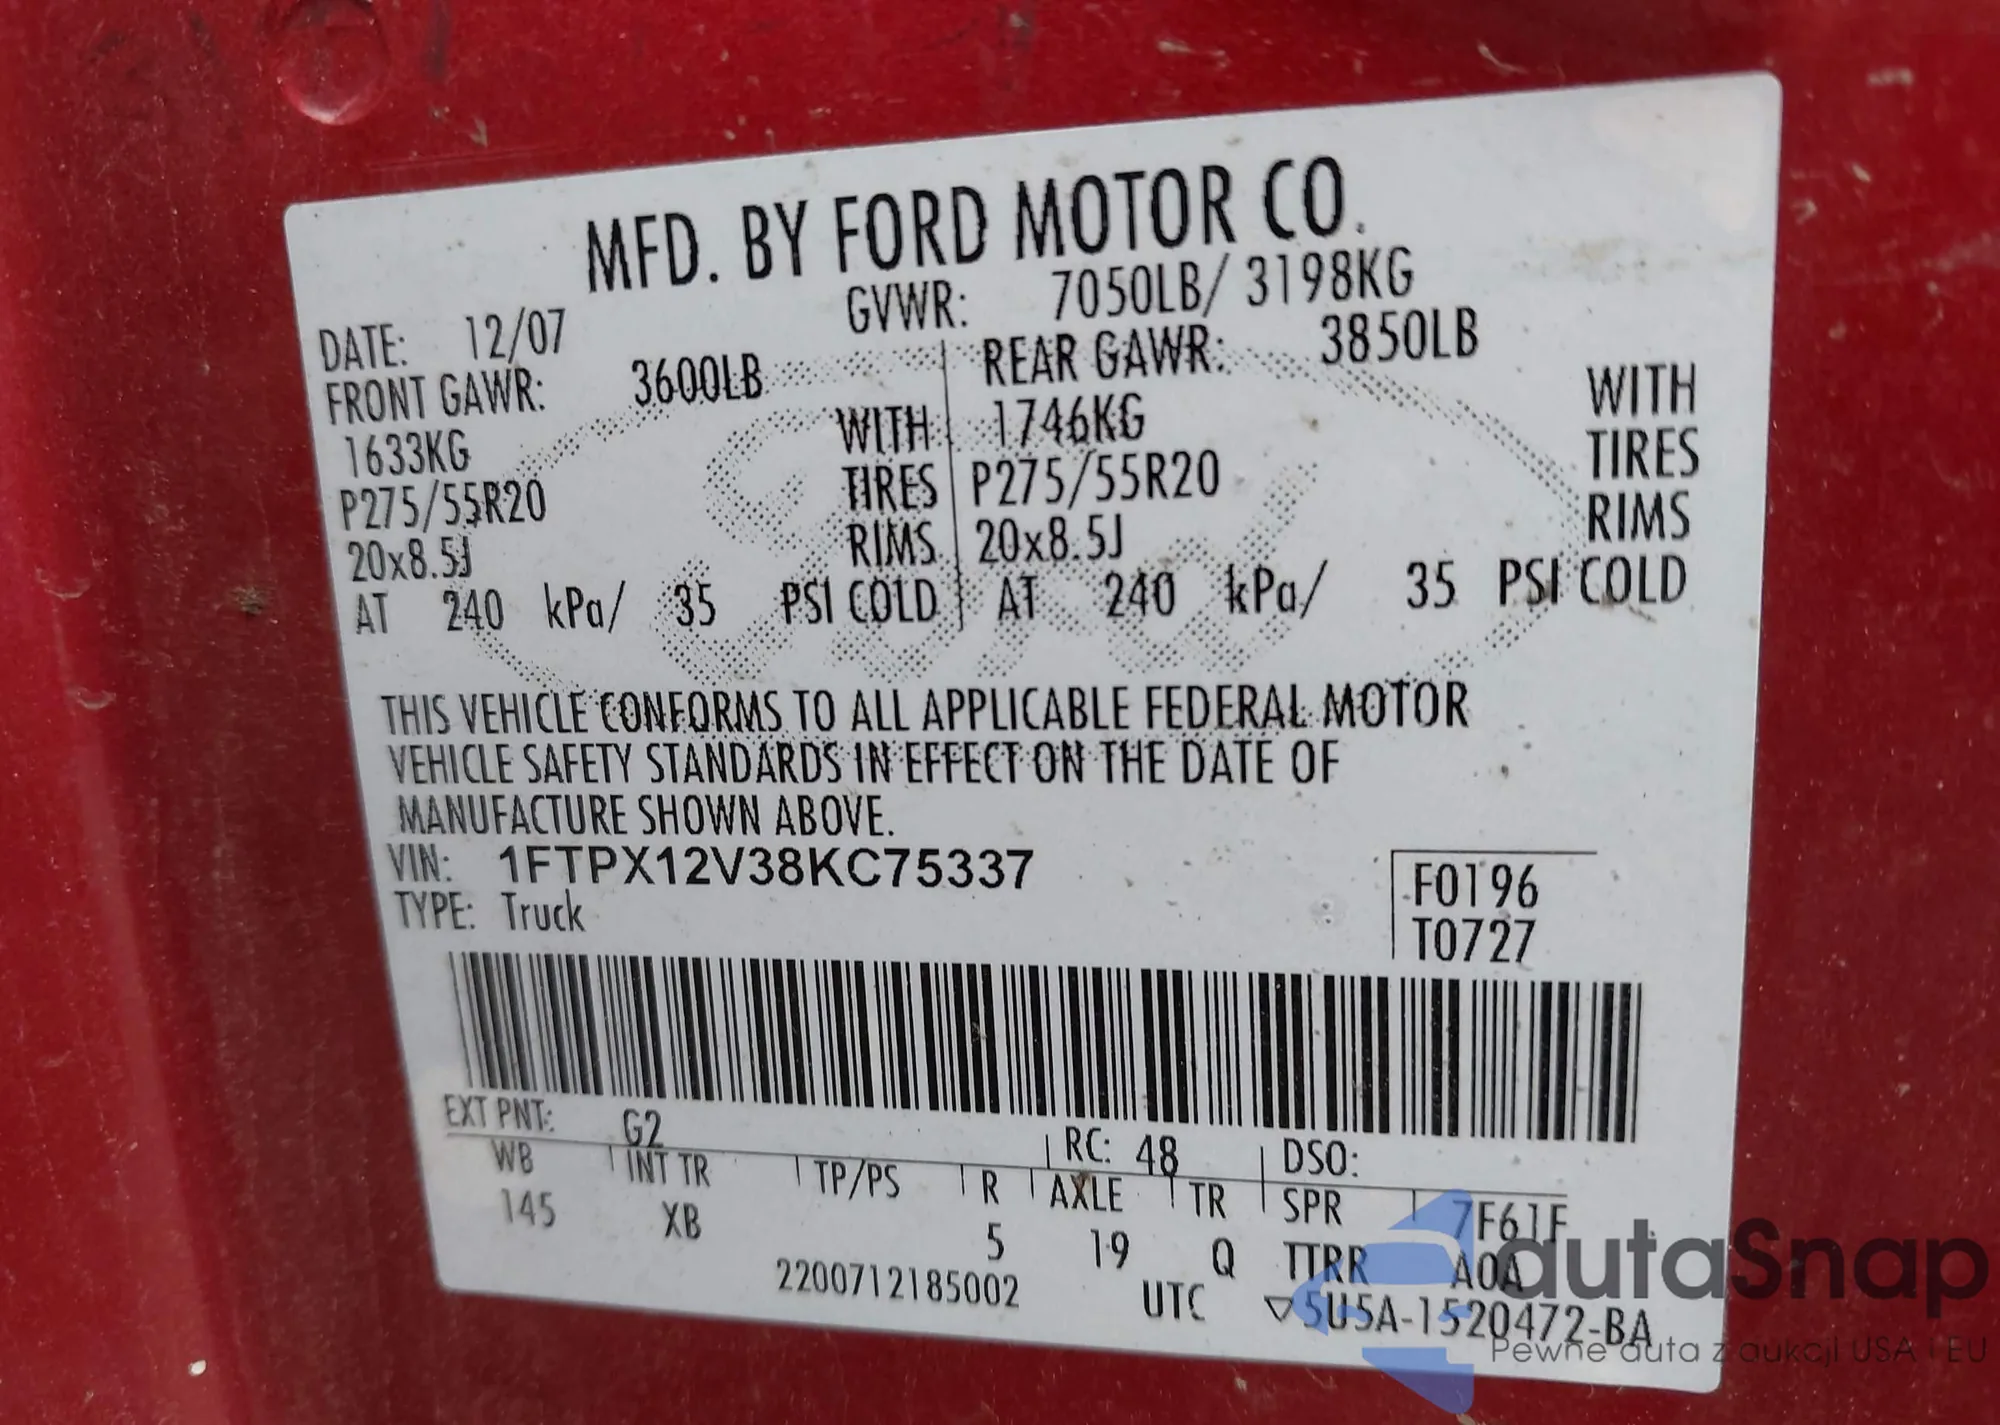 MFD. BY FORD MOTOR CO.
DATE: 12/07 GVWR: 7050LB/ 3198KG
FRONT GAWR: 3600LB REAR GAWR: 3850LB
1633KG WITH 1746KG WITH
P275/55R20 TIRES P275/55R20 TIRES
20x8.5J RIMS 20x8.5J RIMS
AT 240 kPa/ 35 PSI COLD AT 240 kPa/ 35 PSI COLD
THIS VEHICLE CONFORMS TO ALL APPLICABLE FEDERAL MOTOR
VEHICLE SAFETY STANDARDS IN EFFECT ON THE DATE OF
MANUFACTURE SHOWN ABOVE.
VIN: 1FTPX12V38KC75337
TYPE: Truck
F0196
T0727
EXT PNT: G2 RC: 48 DSO:
WB INT TR TP/PS R AXLE TR SPR 7F61F
145 XB 5 19 Q TTRR A0A
2200712185002 UTC ▽5U5A-1520472-BA
autaSnap
Pewne auta z aukcji USA i EU